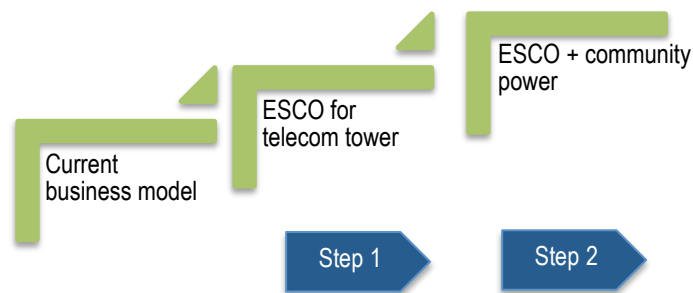 Current
business model
ESCO for
telecom tower
ESCO + community
power
Step 1
Step 2